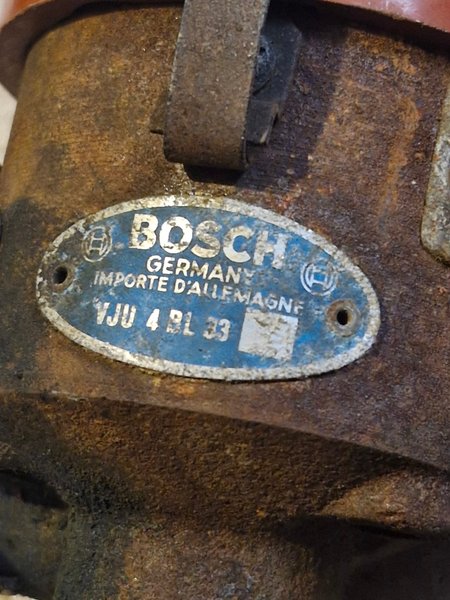 BOSCH
GERMANY
IMPORTE D'ALLEMAGNE
VJU 4 BL 33